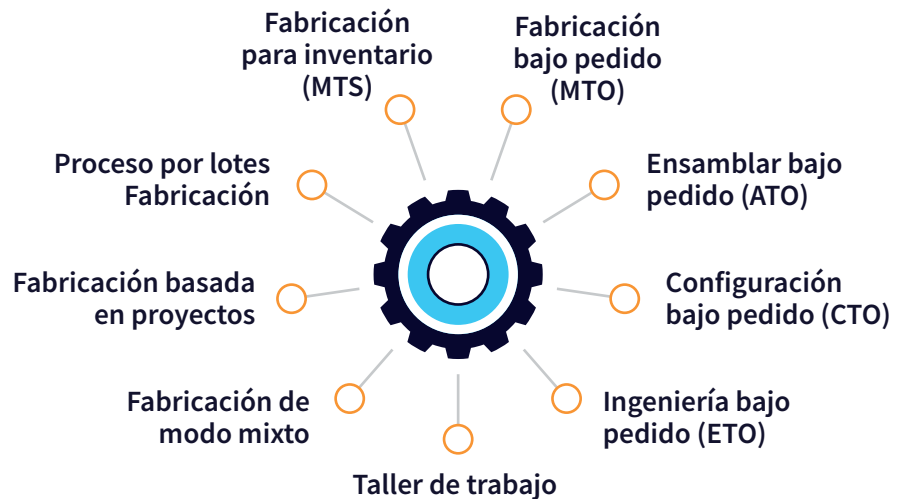 Fabricación
para inventario
(MTS)
Fabricación
bajo pedido
(MTO)
Proceso por lotes
Fabricación
Ensamblar bajo
pedido (ATO)
Fabricación basada
en proyectos
Configuración
bajo pedido (CTO)
Fabricación de
modo mixto
Ingeniería bajo
pedido (ETO)
Taller de trabajo